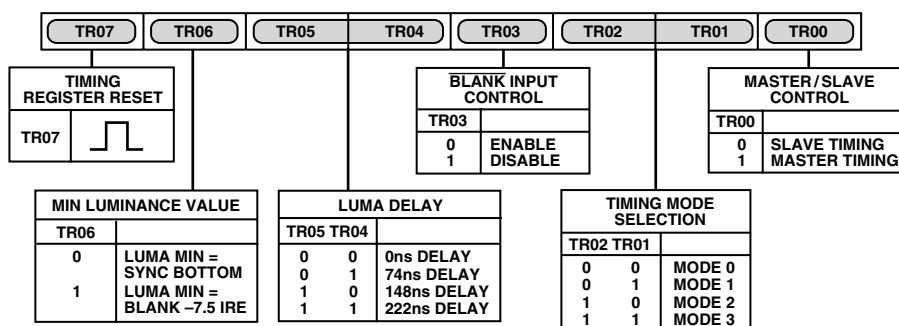 TR07 TR06 TR05 TR04 TR03 TR02 TR01 TR00
TIMING
REGISTER RESET
TR07
BLANK INPUT
CONTROL
TR03
0 ENABLE
1 DISABLE
MASTER/SLAVE
CONTROL
TR00
0 SLAVE TIMING
1 MASTER TIMING
MIN LUMINANCE VALUE
TR06
0 LUMA MIN =
SYNC BOTTOM
1 LUMA MIN =
BLANK –7.5 IRE
LUMA DELAY
TR05 TR04
0 0 0ns DELAY
0 1 74ns DELAY
1 0 148ns DELAY
1 1 222ns DELAY
TIMING MODE
SELECTION
TR02 TR01
0 0 MODE 0
0 1 MODE 1
1 0 MODE 2
1 1 MODE 3